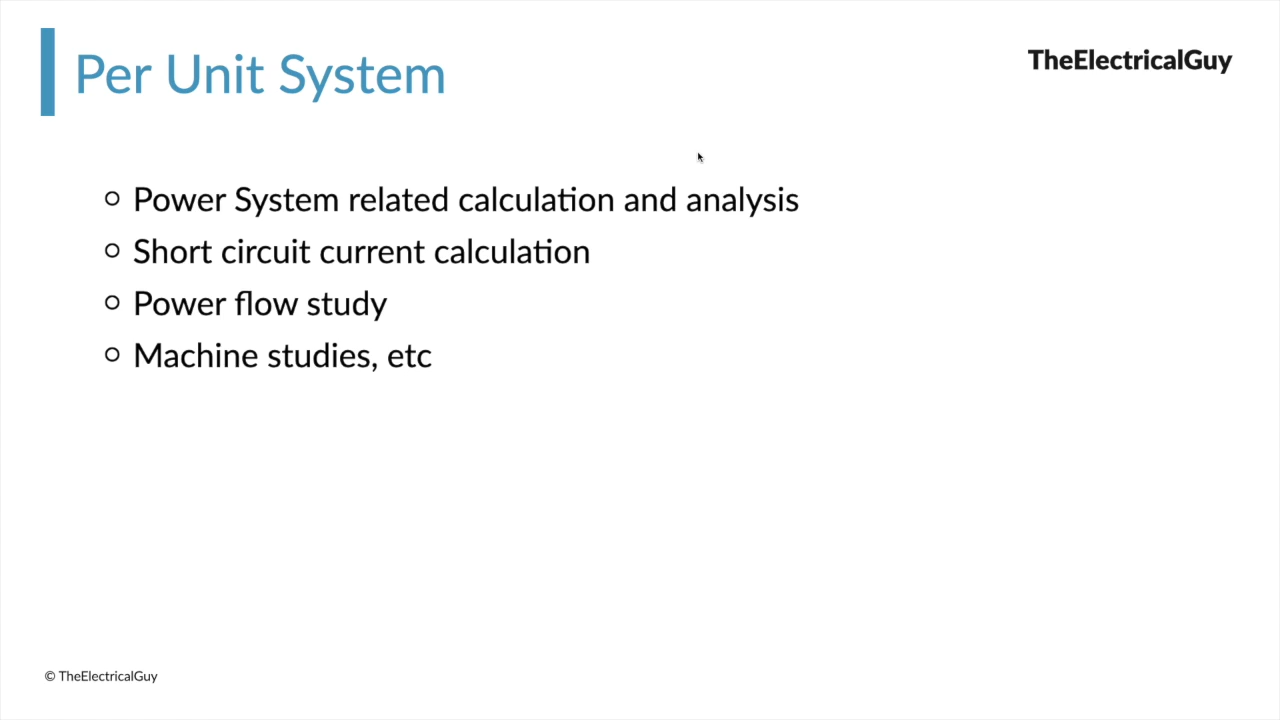 Per Unit System
TheElectricalGuy
Power System related calculation and analysis
Short circuit current calculation
Power flow study
Machine studies, etc
© TheElectricalGuy